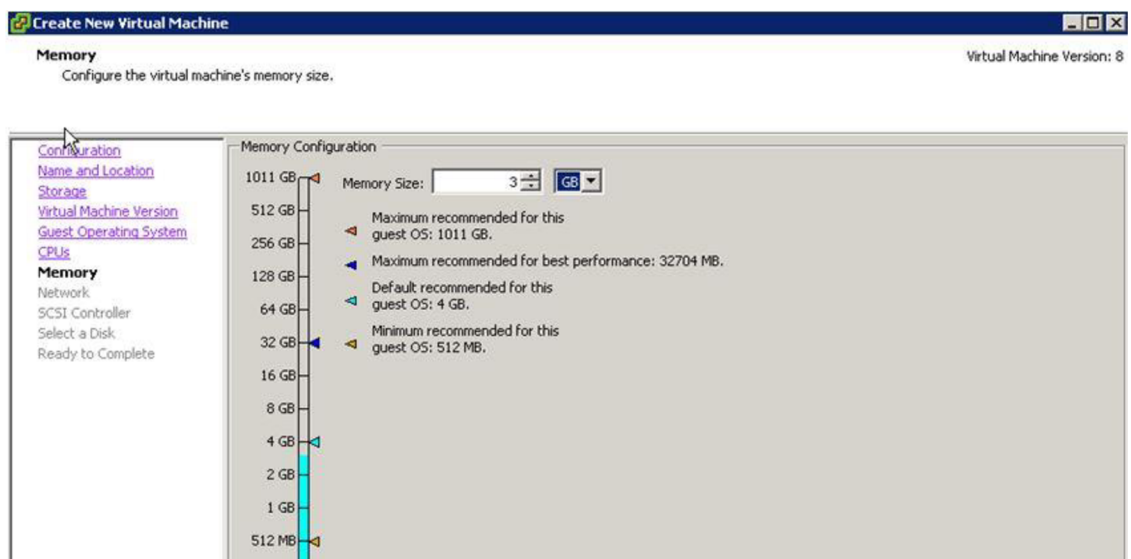 Create New Virtual Machine
Memory
Virtual Machine Version: 8
Configure the virtual machine's memory size.
Configuration
Name and Location
Storage
Virtual Machine Version
Guest Operating System
CPUs
Memory
Network
SCSI Controller
Select a Disk
Ready to Complete
Memory Configuration
1011 GB
512 GB
256 GB
128 GB
64 GB
32 GB
16 GB
8 GB
4 GB
2 GB
1 GB
512 MB
Memory Size: 3 GB
Maximum recommended for this
guest OS: 1011 GB.
Maximum recommended for best performance: 32704 MB.
Default recommended for this
guest OS: 4 GB.
Minimum recommended for this
guest OS: 512 MB.